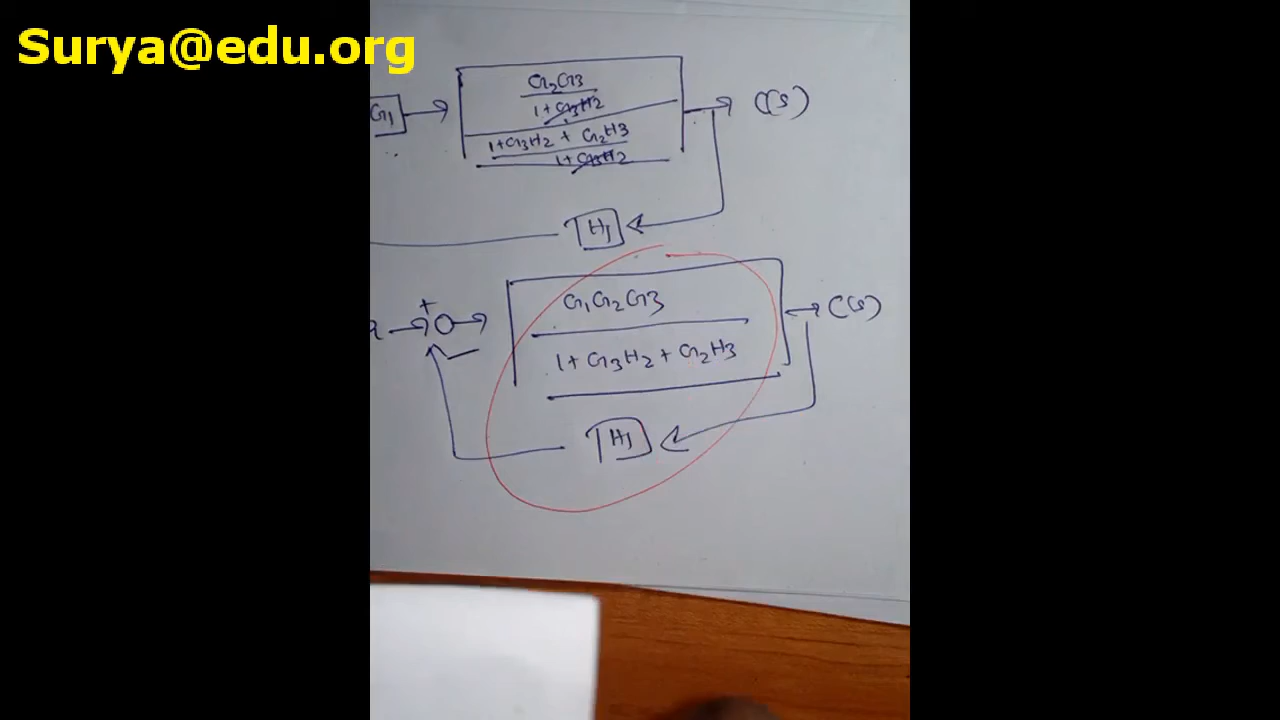 Surya@edu.org
G2G3
1+G3H2
G1 C(S)
1+G3H2 + G2H3
1+G3H2
H1
G1G2G3
+ C(S)
1+ G3H2 + G2H3
H1